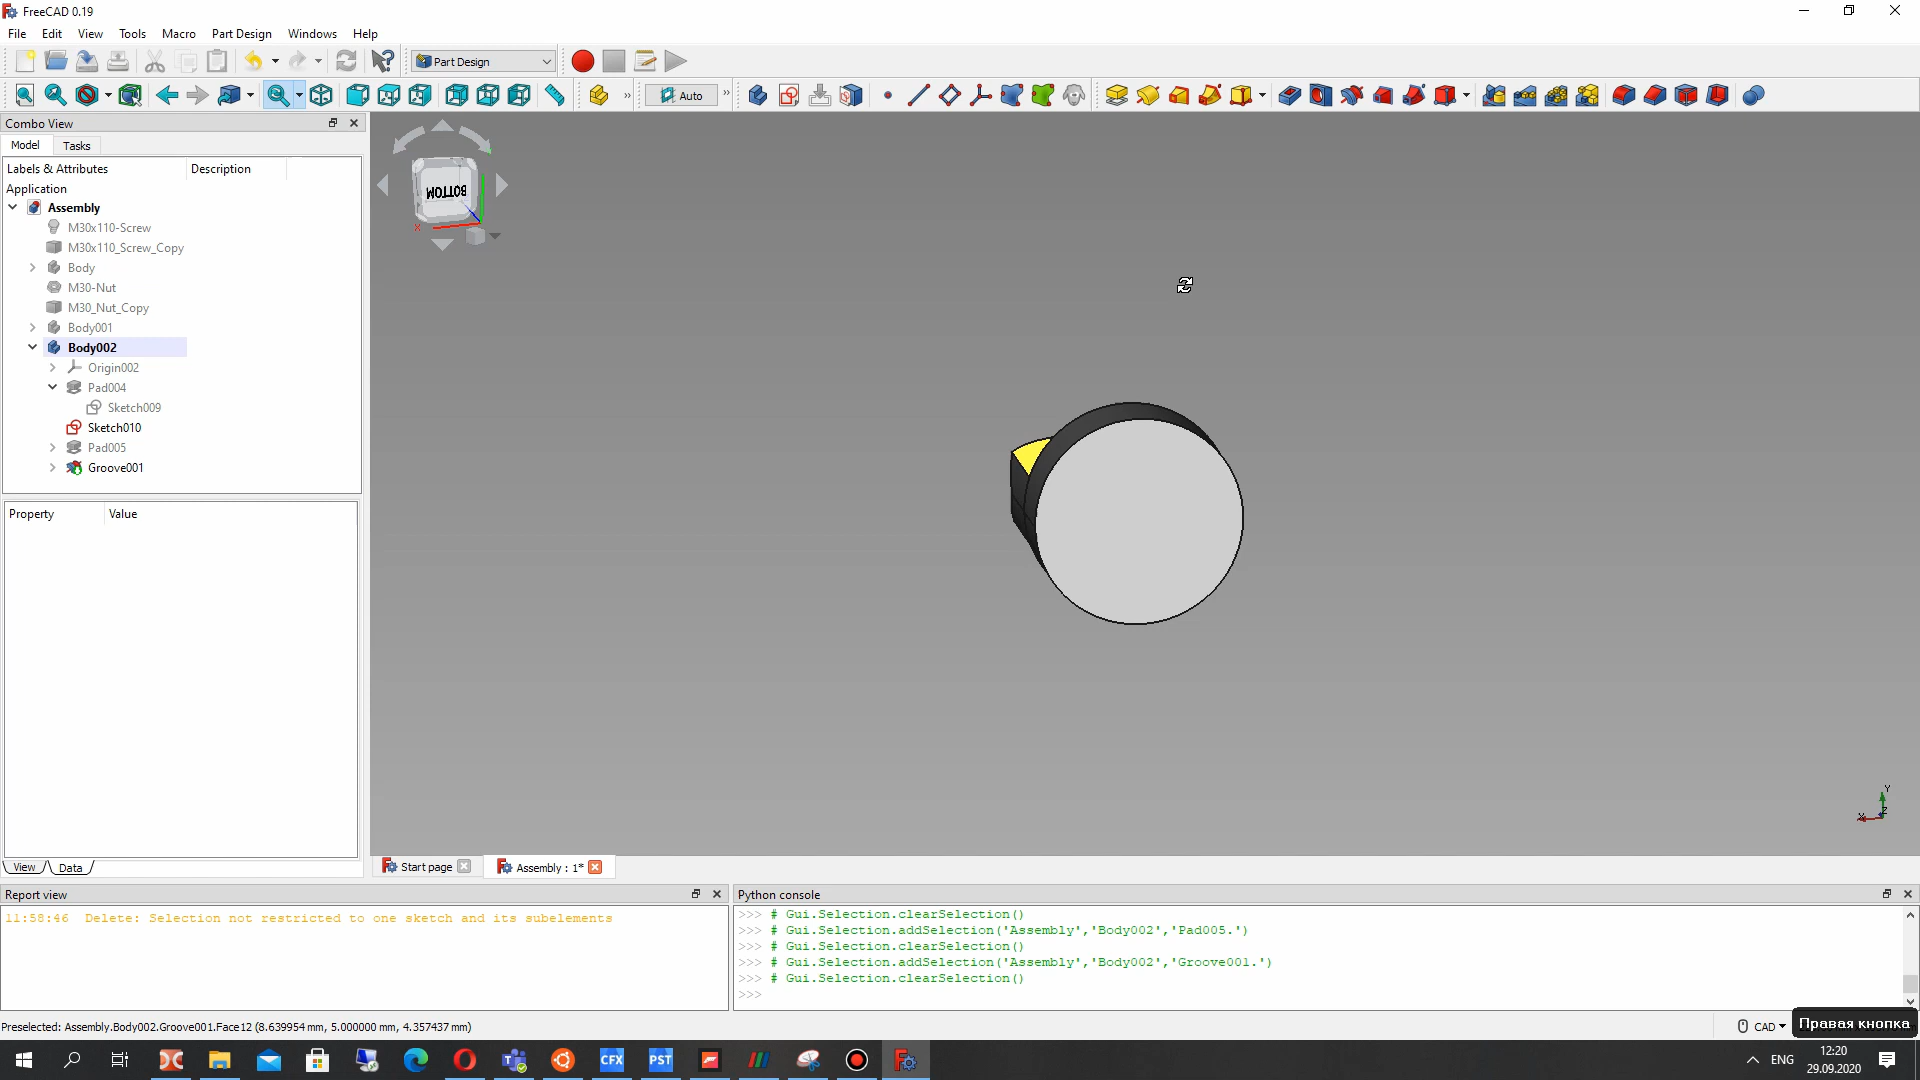 FreeCAD 0.19
File Edit View Tools Macro Part Design Windows Help
Part Design
Auto
Combo View
Model Tasks
Labels & Attributes Description
Application
Assembly
M30x110-Screw
M30x110_Screw_Copy
Body
M30-Nut
M30_Nut_Copy
Body001
Body002
Origin002
Pad004
Sketch009
Sketch010
Pad005
Groove001
Property Value
View Data
BOTTOM
X
Y
X
Z
Start page Assembly : 1*
Report view
11:58:46 Delete: Selection not restricted to one sketch and its subelements
Python console
>>> # Gui.Selection.clearSelection()
>>> # Gui.Selection.addSelection('Assembly','Body002','Pad005.')
>>> # Gui.Selection.clearSelection()
>>> # Gui.Selection.addSelection('Assembly','Body002','Groove001.')
>>> # Gui.Selection.clearSelection()
>>>
Preselected: Assembly.Body002.Groove001.Face12 (8.639954 mm, 5.000000 mm, 4.357437 mm)
CAD
Правая кнопка
CFX PST
ENG
12:20
29.09.2020